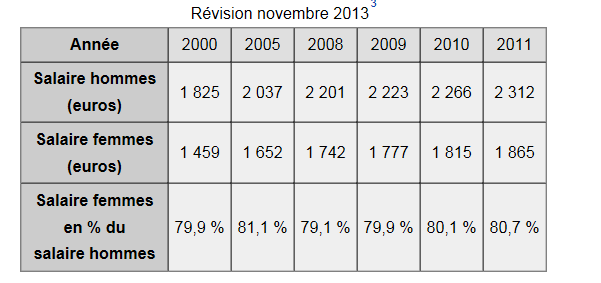 Révision novembre 2013 3
Année 2000 2005 2008 2009 2010 2011
Salaire hommes
(euros) 1 825 2 037 2 201 2 223 2 266 2 312
Salaire femmes
(euros) 1 459 1 652 1 742 1 777 1 815 1 865
Salaire femmes
en % du
salaire hommes 79,9 % 81,1 % 79,1 % 79,9 % 80,1 % 80,7 %